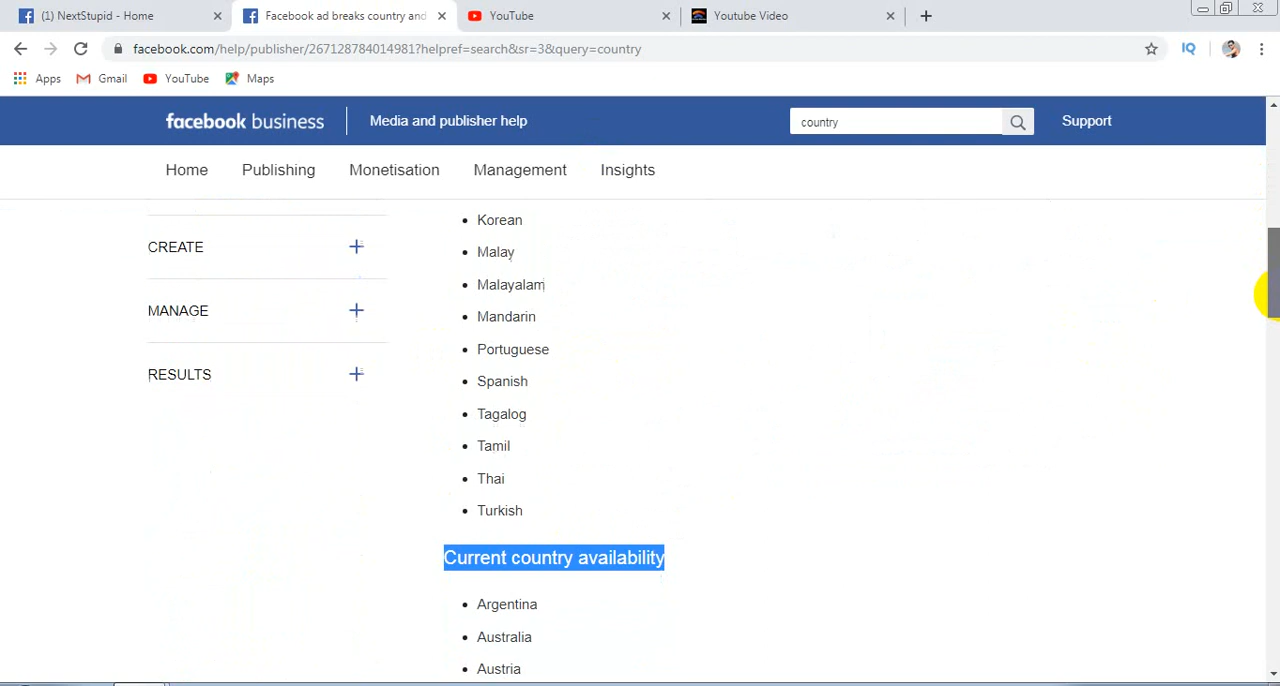 (1) NextStupid - Home
Facebook ad breaks country and
YouTube
Youtube Video
facebook.com/help/publisher/267128784014981?helpref=search&sr=3&query=country
IQ
Apps
Gmail
YouTube
Maps
facebook business
Media and publisher help
country
Support
Home
Publishing
Monetisation
Management
Insights
CREATE
MANAGE
RESULTS
Korean
Malay
Malayalam
Mandarin
Portuguese
Spanish
Tagalog
Tamil
Thai
Turkish
Current country availability
Argentina
Australia
Austria